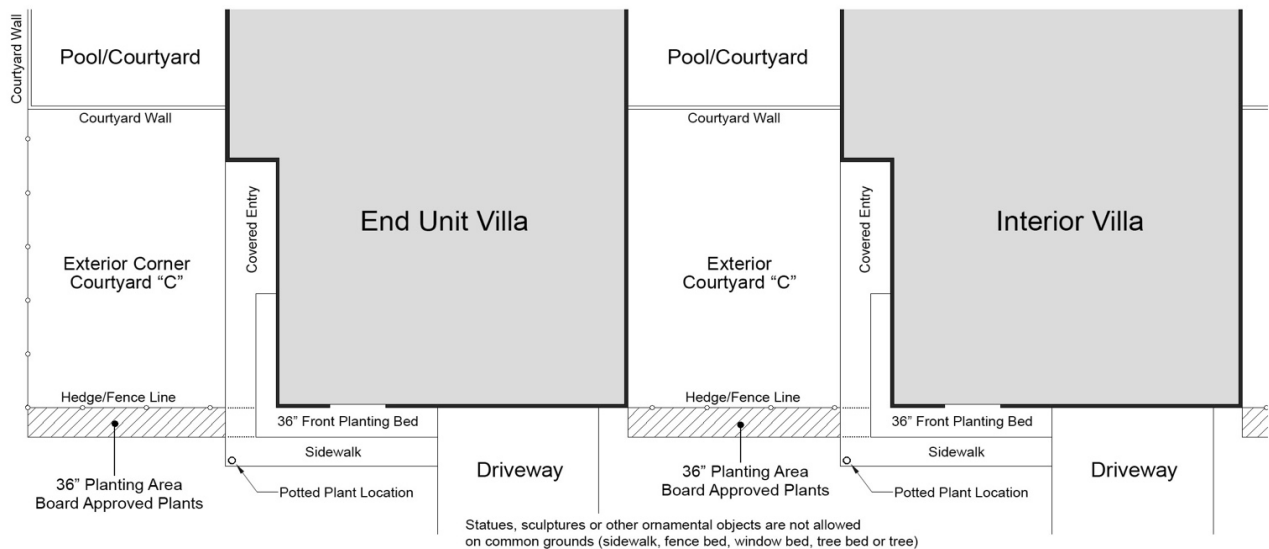 Courtyard Wall
Pool/Courtyard
Courtyard Wall
Covered Entry
End Unit Villa
Exterior Corner
Courtyard “C”
Hedge/Fence Line
36” Front Planting Bed
Sidewalk
36” Planting Area
Board Approved Plants
Potted Plant Location
Driveway
Pool/Courtyard
Courtyard Wall
Covered Entry
Interior Villa
Exterior
Courtyard “C”
Hedge/Fence Line
36” Front Planting Bed
Sidewalk
36” Planting Area
Board Approved Plants
Potted Plant Location
Driveway
Statues, sculptures or other ornamental objects are not allowed
on common grounds (sidewalk, fence bed, window bed, tree bed or tree)